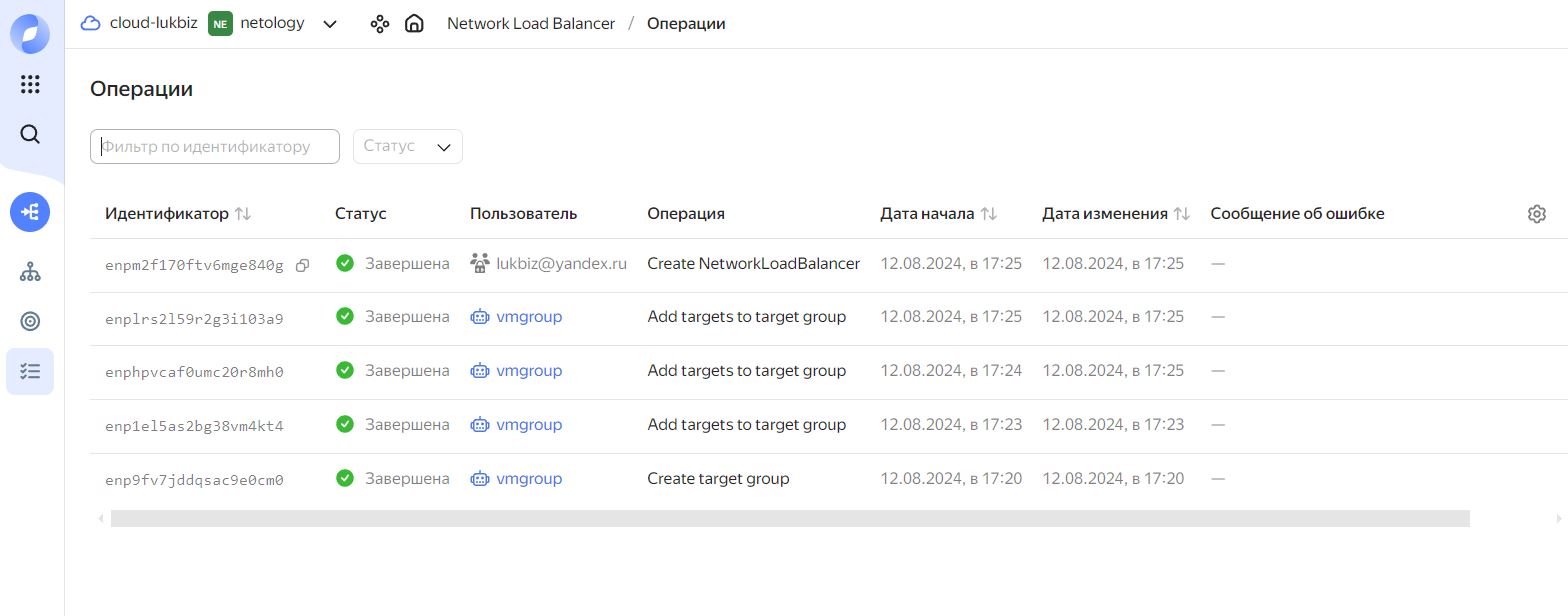 cloud-lukbiz NE netology Network Load Balancer / Операции
Операции
Фильтр по идентификатору Статус
Идентификатор Статус Пользователь Операция Дата начала Дата изменения Сообщение об ошибке
enpm2f170ftv6mge840g Завершена lukbiz@yandex.ru Create NetworkLoadBalancer 12.08.2024, в 17:25 12.08.2024, в 17:25 —
enplrs2l59r2g3i103a9 Завершена vmgroup Add targets to target group 12.08.2024, в 17:25 12.08.2024, в 17:25 —
enphpvcaf0umc20r8mh0 Завершена vmgroup Add targets to target group 12.08.2024, в 17:24 12.08.2024, в 17:25 —
enp1el5as2bg38vm4kt4 Завершена vmgroup Add targets to target group 12.08.2024, в 17:23 12.08.2024, в 17:23 —
enp9fv7jddqsac9e0cm0 Завершена vmgroup Create target group 12.08.2024, в 17:20 12.08.2024, в 17:20 —